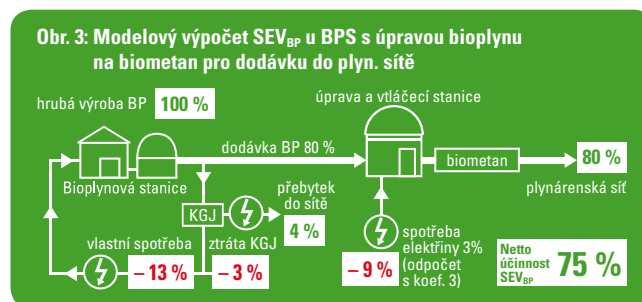 Obr. 3: Modelový výpočet SEVBP u BPS s úpravou bioplynu
na biometan pro dodávku do plyn. sítě
hrubá výroba BP 100 %
úprava a vtláčecí stanice
dodávka BP 80 %
biometan
80 %
Bioplynová stanice
plynárenská síť
KGJ
přebytek
do sítě
4 %
vlastní spotřeba
– 13 %
ztráta KGJ
– 3 %
– 9 %
spotřeba
elektřiny 3%
(odpočet
s koef. 3)
Netto
účinnost
SEVBP
75 %